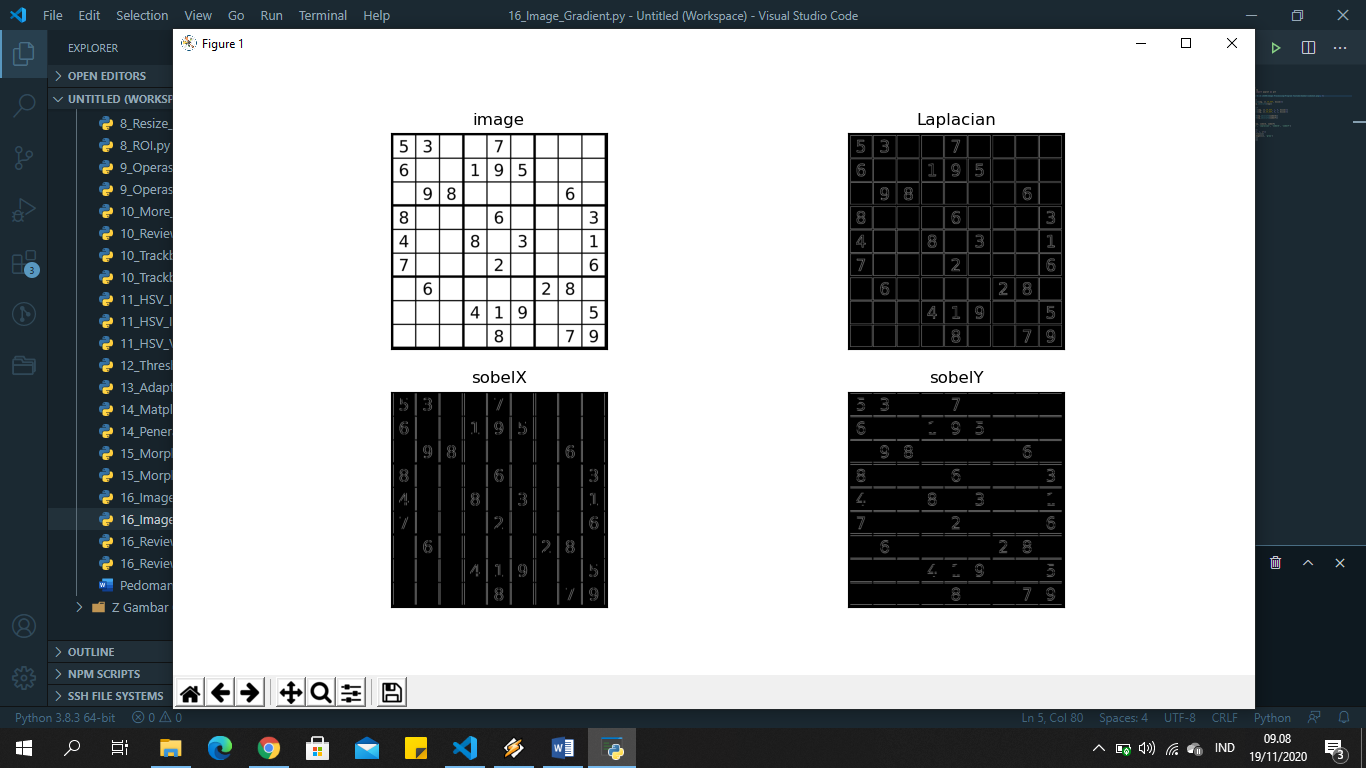 File Edit Selection View Go Run Terminal Help 16_Image_Gradient.py - Untitled (Workspace) - Visual Studio Code
EXPLORER
OPEN EDITORS
UNTITLED (WORKSP
8_Resize_
8_ROI.py
9_Operas
9_Operas
10_More_
10_Review
10_Trackb
10_Trackb
11_HSV_I
11_HSV_I
11_HSV_V
12_Thresl
13_Adapt
14_Matpl
14_Pener
15_Morpl
15_Morpl
16_Image
16_Image
16_Review
16_Review
Pedoman
Z Gambar
OUTLINE
NPM SCRIPTS
SSH FILE SYSTEMS
3
Figure 1
image
5 3 7
6 1 9 5
9 8 6
8 6 3
4 8 3 1
7 2 6
6 2 8
4 1 9 5
8 7 9
Laplacian
5 3 7
6 1 9 5
9 8 6
8 6 3
4 8 3 1
7 2 6
6 2 8
4 1 9 5
8 7 9
sobelX
5 3 7
6 1 9 5
9 8 6
8 6 3
4 8 3 1
7 2 6
6 2 8
4 1 9 5
8 7 9
sobelY
5 3 7
6 1 9 5
9 8 6
8 6 3
4 8 3 1
7 2 6
6 2 8
4 1 9 5
8 7 9
Python 3.8.3 64-bit 0 0 Ln 5, Col 80 Spaces: 4 UTF-8 CRLF Python
IND 09.08
19/11/2020 3